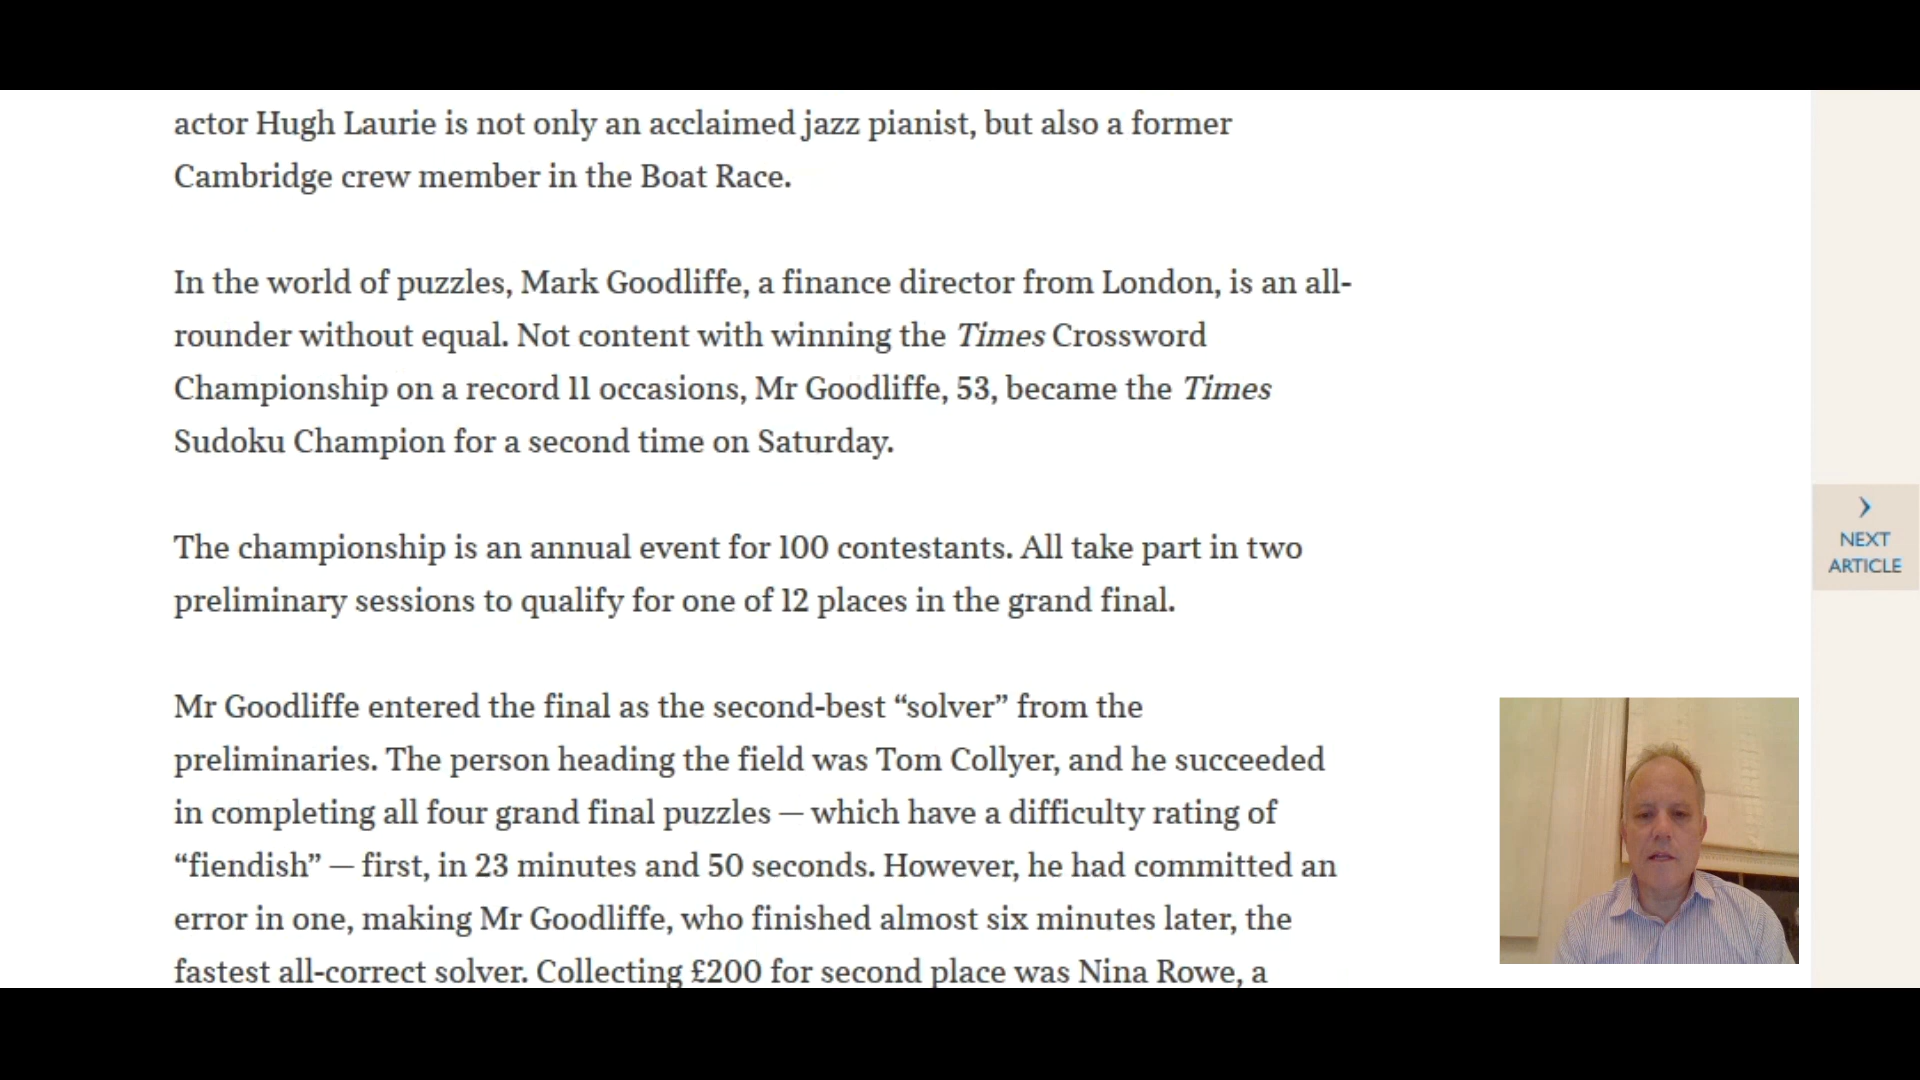 actor Hugh Laurie is not only an acclaimed jazz pianist, but also a former
Cambridge crew member in the Boat Race.
In the world of puzzles, Mark Goodliffe, a finance director from London, is an all-
rounder without equal. Not content with winning the Times Crossword
Championship on a record 11 occasions, Mr Goodliffe, 53, became the Times
Sudoku Champion for a second time on Saturday.
The championship is an annual event for 100 contestants. All take part in two
preliminary sessions to qualify for one of 12 places in the grand final.
Mr Goodliffe entered the final as the second-best “solver” from the
preliminaries. The person heading the field was Tom Collyer, and he succeeded
in completing all four grand final puzzles — which have a difficulty rating of
“fiendish” — first, in 23 minutes and 50 seconds. However, he had committed an
error in one, making Mr Goodliffe, who finished almost six minutes later, the
fastest all-correct solver. Collecting £200 for second place was Nina Rowe, a
NEXT
ARTICLE